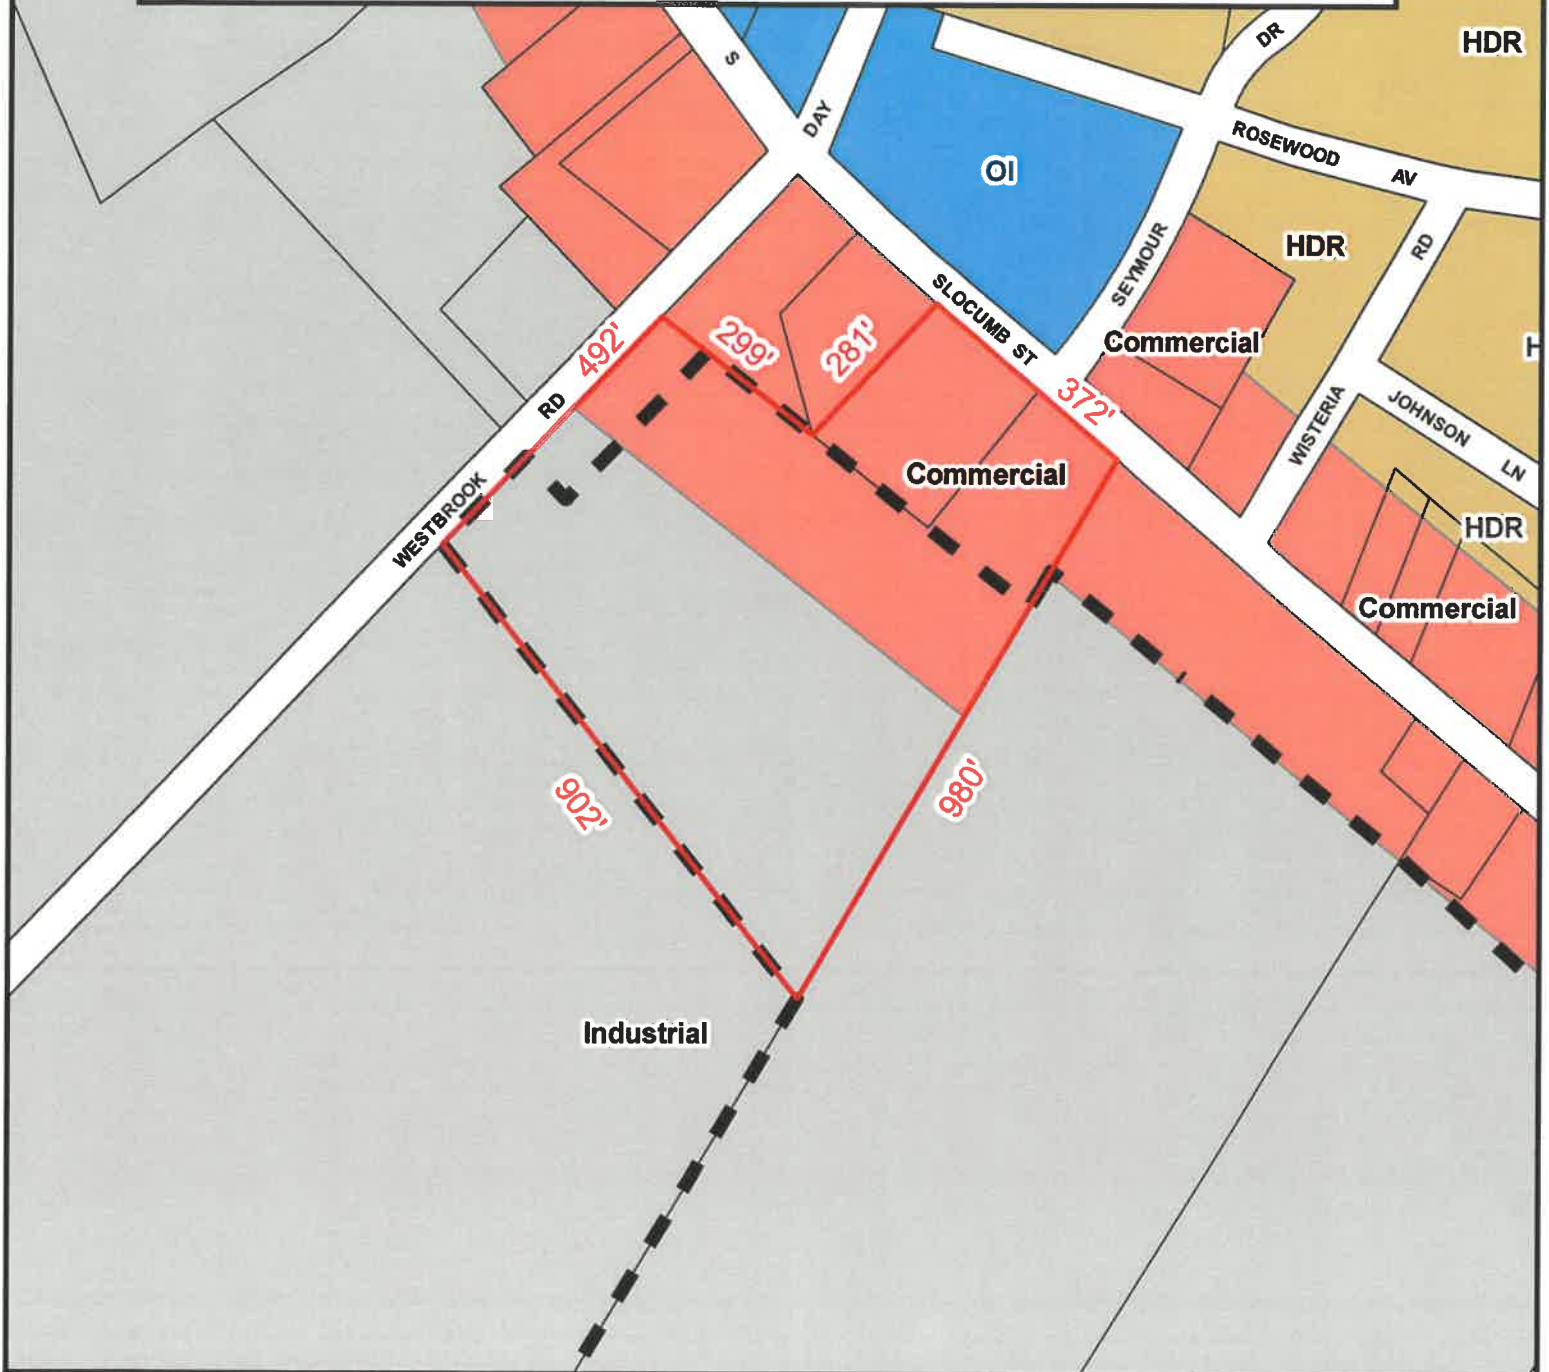 HDR
DR
S
DAY
ROSEWOOD AV
OI
HDR
RD
SEYMOUR
SLOCUMB ST
Commercial
H
492'
299'
281'
372'
RD
WISTERIA
JOHNSON LN
Commercial
WESTBROOK
HDR
Commercial
902'
980'
Industrial